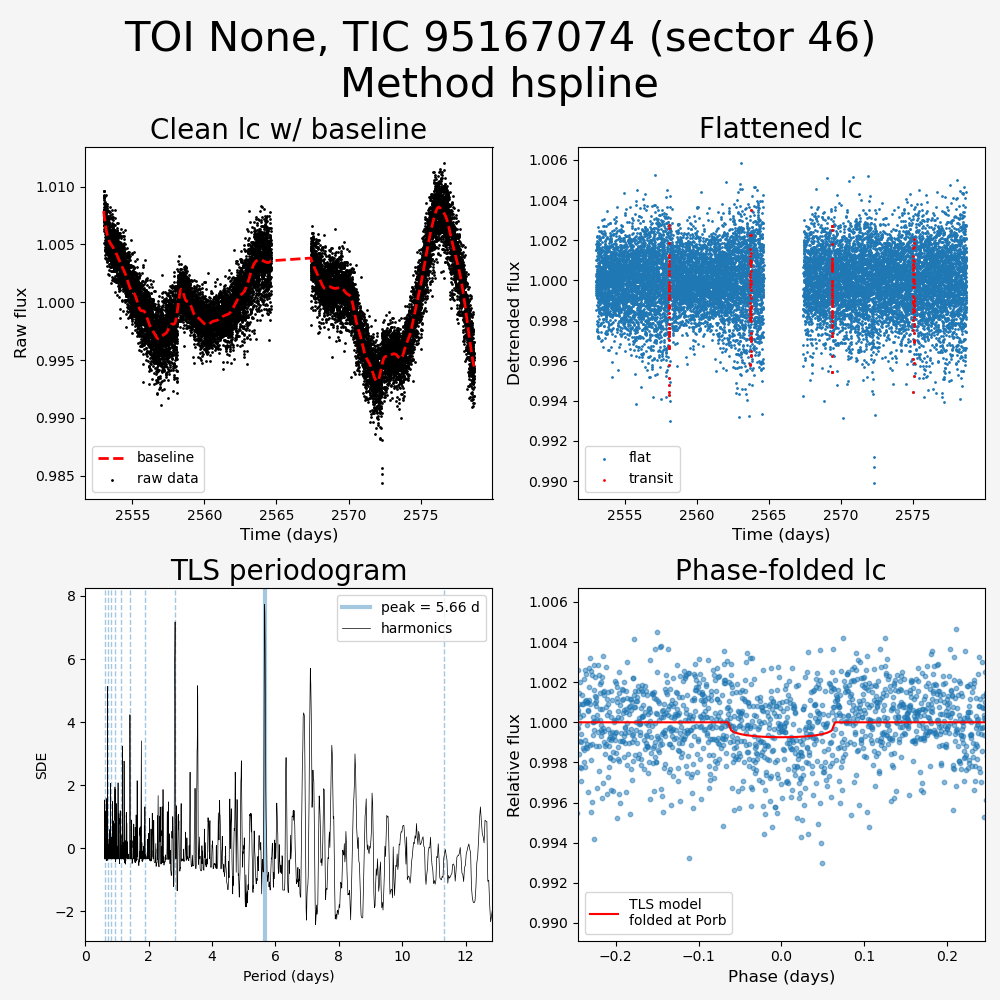 TOI None, TIC 95167074 (sector 46)
Method hspline
Clean lc w/ baseline
Flattened lc
1.010
1.005
1.000
0.995
0.990
0.985
Raw flux
baseline
raw data
2555
2560
2565
2570
2575
Time (days)
1.006
1.004
1.002
1.000
0.998
0.996
0.994
0.992
0.990
Detrended flux
flat
transit
2555
2560
2565
2570
2575
Time (days)
TLS periodogram
Phase-folded lc
8
6
4
2
0
−2
SDE
peak = 5.66 d
harmonics
0
2
4
6
8
10
12
Period (days)
1.006
1.004
1.002
1.000
0.998
0.996
0.994
0.992
0.990
Relative flux
TLS model
folded at Porb
−0.2
−0.1
0.0
0.1
0.2
Phase (days)